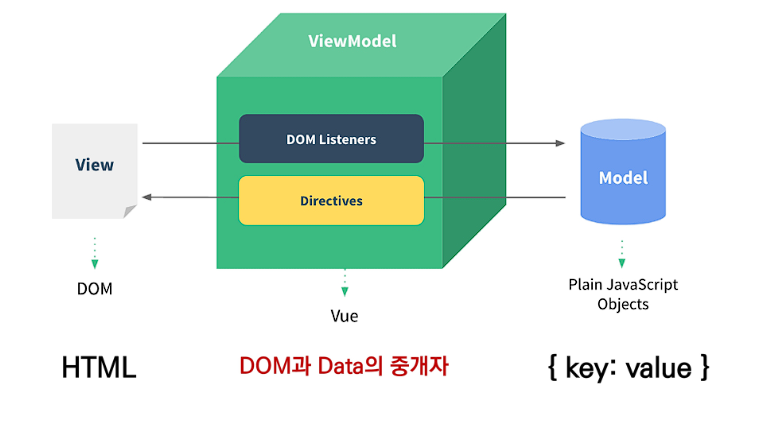 ViewModel
DOM Listeners
View
Model
Directives
DOM
Plain JavaScript
Objects
Vue
HTML
DOM과 Data의 중개자
{ key: value }